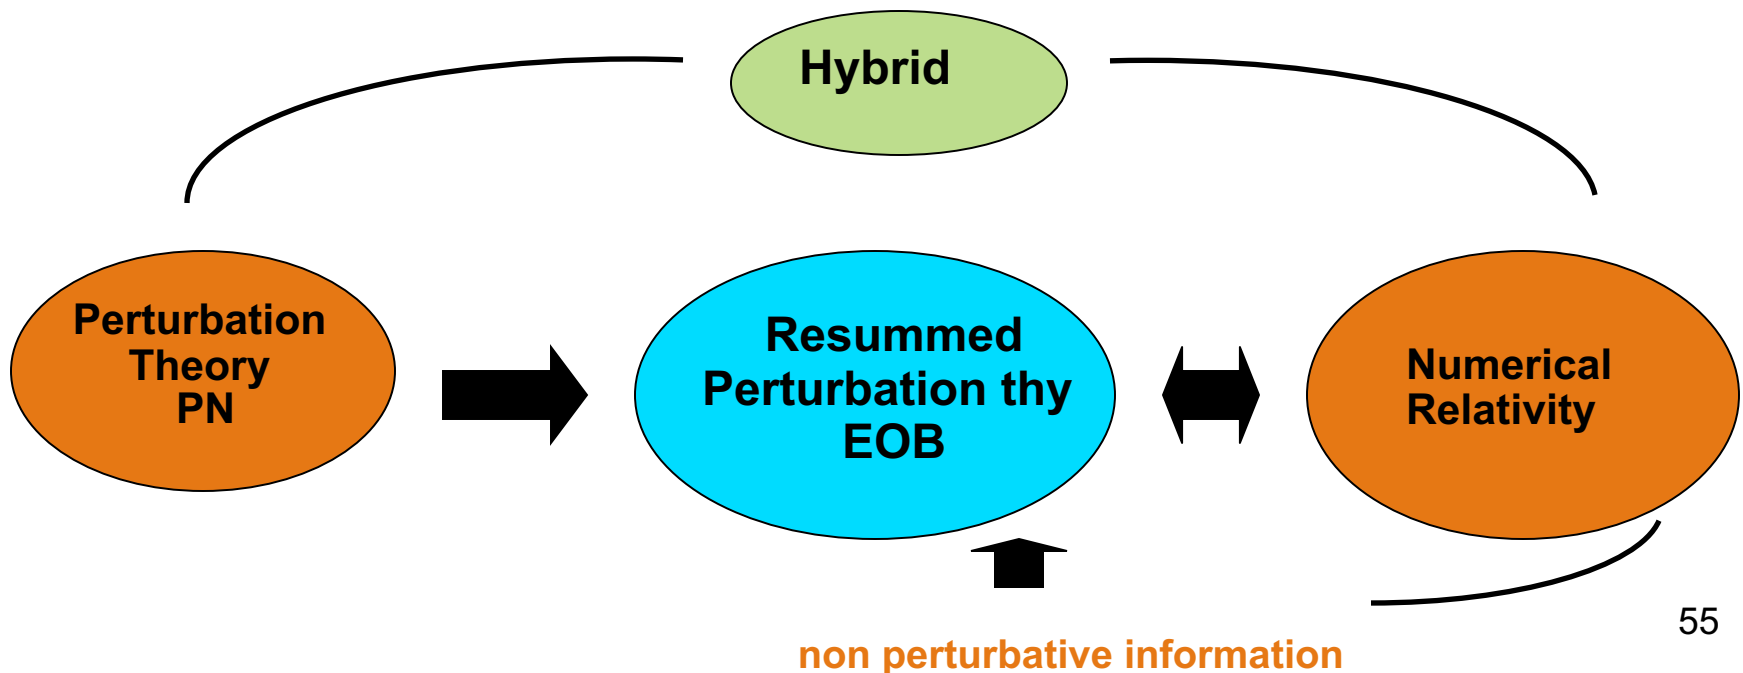 Hybrid
Perturbation
Theory
PN
Resummed
Perturbation thy
EOB
Numerical
Relativity
55
non perturbative information